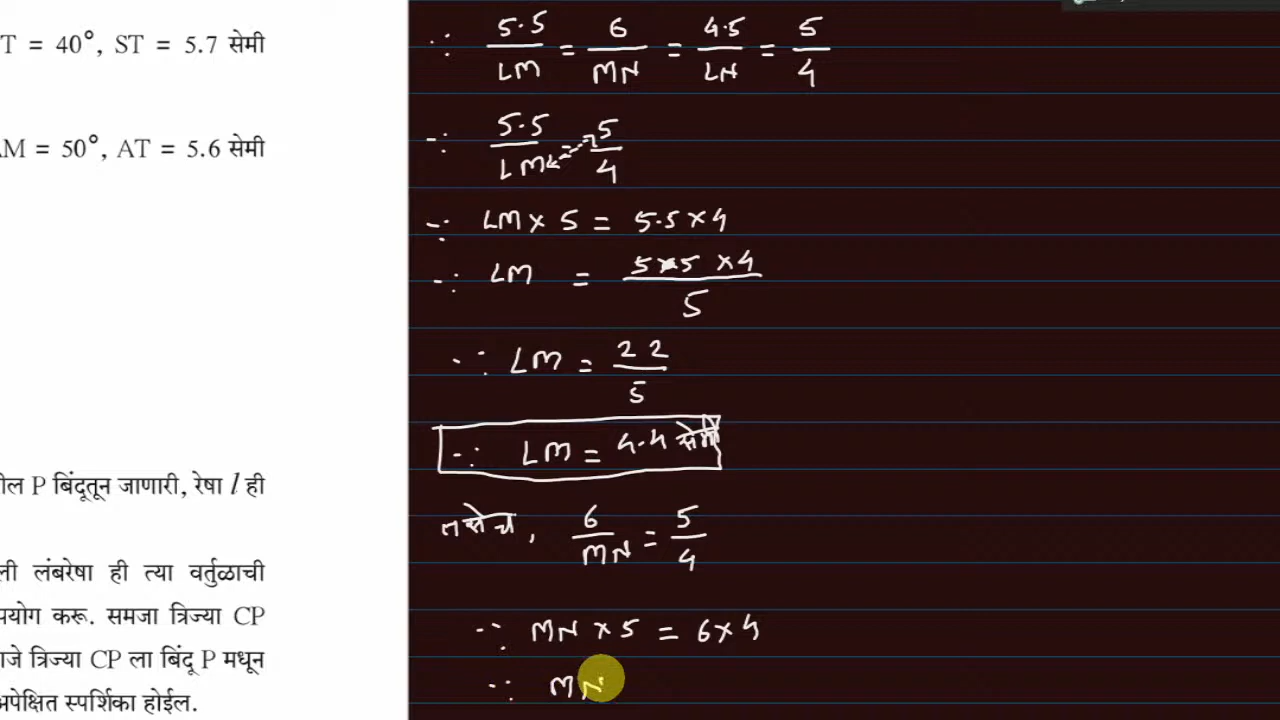 T = 40°, ST = 5.7 सेमी
AM = 50°, AT = 5.6 सेमी
ील P बिंदूतून जाणारी, रेषा l ही
ली लंबरेषा ही त्या वर्तुळाची
पयोग करू. समजा त्रिज्या CP
ाजे त्रिज्या CP ला बिंदू P मधून
अपेक्षित स्पर्शिका होईल.
∵ 5.5/LM = 6/MN = 4.5/LN = 5/4
∵ 5.5/LM = 5/4
∵ LM × 5 = 5.5 × 4
∵ LM = 5×5 × 4/5
∵ LM = 22/5
∵ LM = 4.4 सेमी
तसेच, 6/MN = 5/4
∵ MN × 5 = 6 × 4
∵ MN